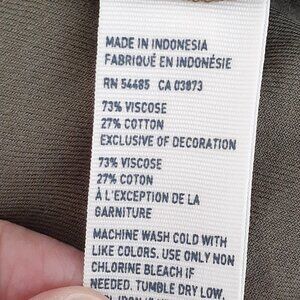 MADE IN INDONESIA
FABRIQUÉ EN INDONÉSIE
RN 54485 CA 03873
73% VISCOSE
27% COTTON
EXCLUSIVE OF DECORATION
73% VISCOSE
27% COTON
À L'EXCEPTION DE LA
GARNITURE
MACHINE WASH COLD WITH
LIKE COLORS. USE ONLY NON
CHLORINE BLEACH IF
NEEDED. TUMBLE DRY LOW.